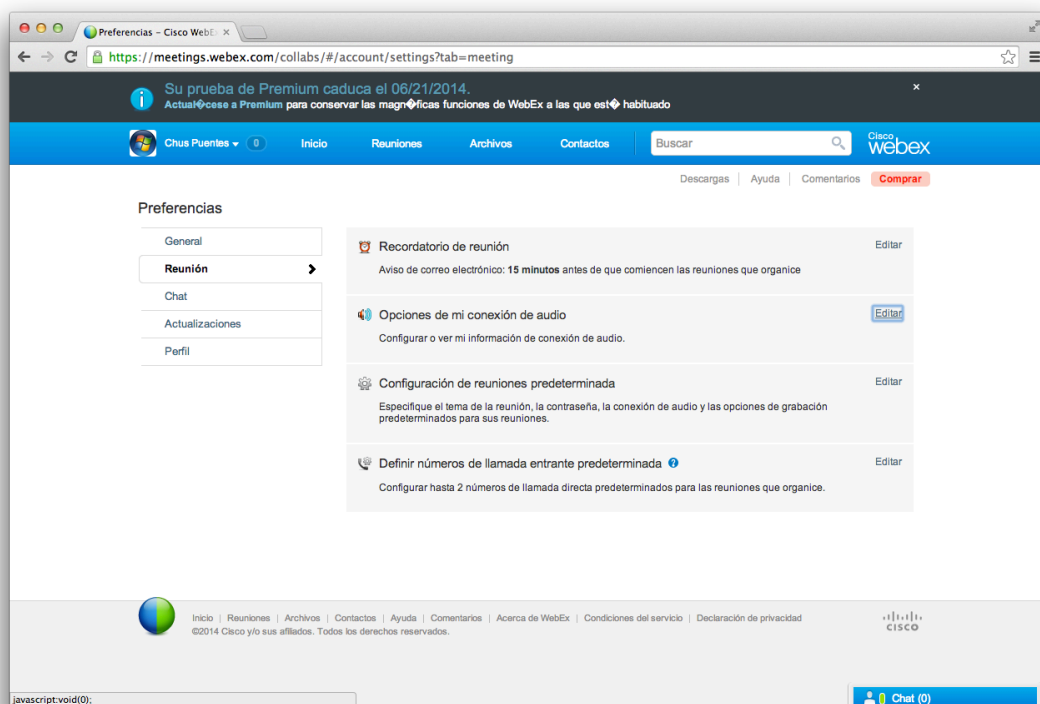 Preferencias – Cisco WebE
https://meetings.webex.com/collabs/#/account/settings?tab=meeting
Su prueba de Premium caduca el 06/21/2014.
Actual�cese a Premium para conservar las magn�ficas funciones de WebEx a las que est� habituado
Chus Puentes 0 Inicio Reuniones Archivos Contactos Buscar Cisco webex
Descargas Ayuda Comentarios Comprar
Preferencias
General
Reunión
Chat
Actualizaciones
Perfil
Recordatorio de reunión Editar
Aviso de correo electrónico: 15 minutos antes de que comiencen las reuniones que organice
Opciones de mi conexión de audio Editar
Configurar o ver mi información de conexión de audio.
Configuración de reuniones predeterminada Editar
Especifique el tema de la reunión, la contraseña, la conexión de audio y las opciones de grabación
predeterminados para sus reuniones.
Definir números de llamada entrante predeterminada ? Editar
Configurar hasta 2 números de llamada directa predeterminados para las reuniones que organice.
Inicio | Reuniones | Archivos | Contactos | Ayuda | Comentarios | Acerca de WebEx | Condiciones del servicio | Declaración de privacidad
©2014 Cisco y/o sus afiliados. Todos los derechos reservados.
CISCO
javascript:void(0);
Chat (0)